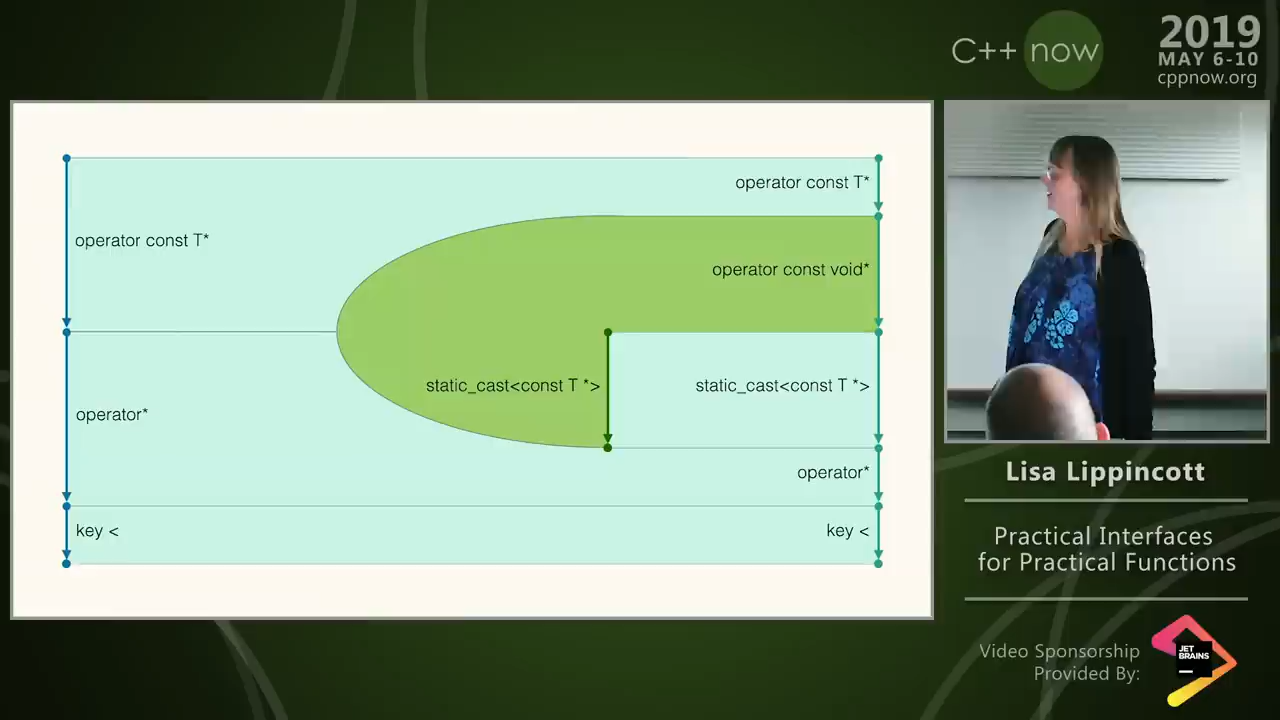 C++ now
2019
MAY 6-10
cppnow.org
operator const T*
operator const T*
operator const void*
static_cast<const T *>
static_cast<const T *>
operator*
operator*
key <
key <
Lisa Lippincott
Practical Interfaces
for Practical Functions
Video Sponsorship
Provided By:
JET
BRAINS